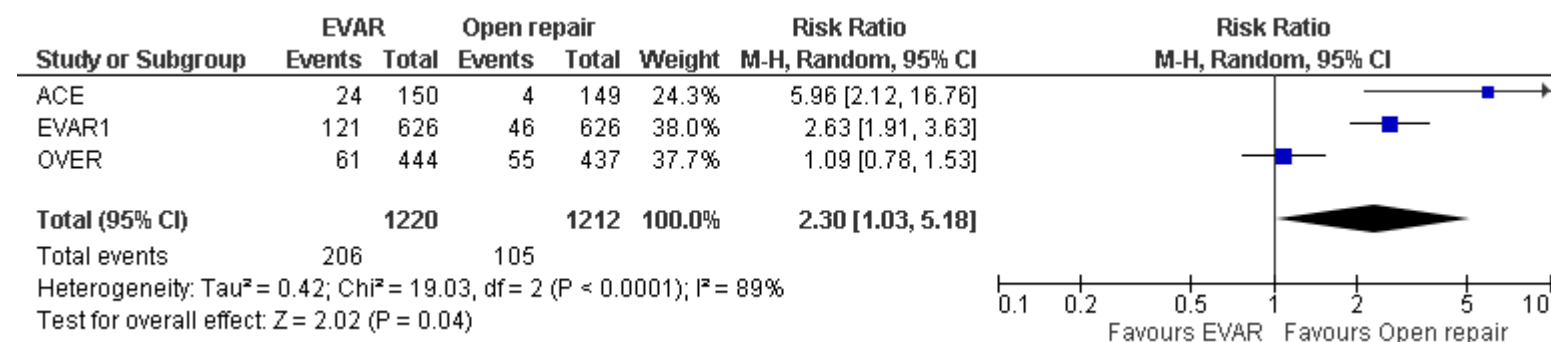 EVAR Open repair Risk Ratio Risk Ratio
Study or Subgroup Events Total Events Total Weight M-H, Random, 95% CI M-H, Random, 95% CI
ACE 24 150 4 149 24.3% 5.96 [2.12, 16.76]
EVAR1 121 626 46 626 38.0% 2.63 [1.91, 3.63]
OVER 61 444 55 437 37.7% 1.09 [0.78, 1.53]
Total (95% CI) 1220 1212 100.0% 2.30 [1.03, 5.18]
Total events 206 105
Heterogeneity: Tau² = 0.42; Chi² = 19.03, df = 2 (P < 0.0001); I² = 89%
Test for overall effect: Z = 2.02 (P = 0.04)
0.1 0.2 0.5 1 2 5 10
Favours EVAR Favours Open repair